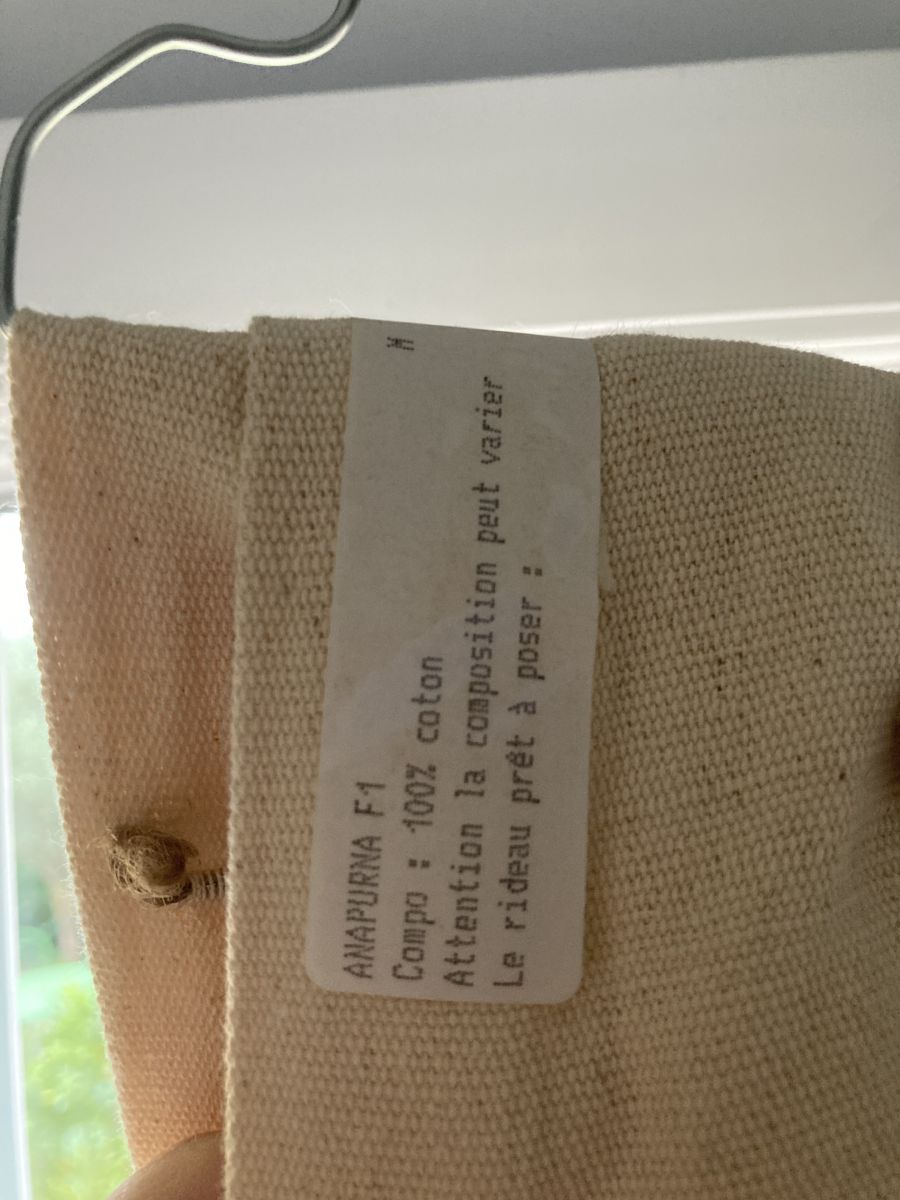 M
ANAPURNA F1
Compo : 100% coton
Attention la composition peut varier
Le rideau prêt à poser :